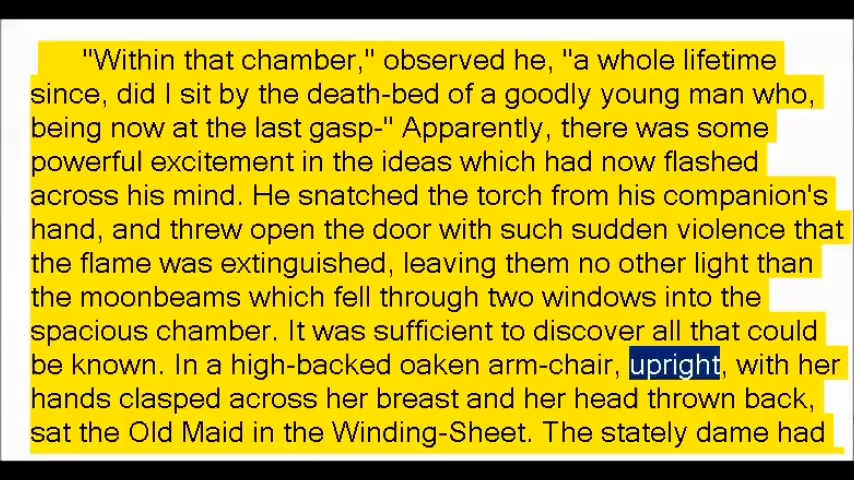 "Within that chamber," observed he, "a whole lifetime
since, did I sit by the death-bed of a goodly young man who,
being now at the last gasp-" Apparently, there was some
powerful excitement in the ideas which had now flashed
across his mind. He snatched the torch from his companion's
hand, and threw open the door with such sudden violence that
the flame was extinguished, leaving them no other light than
the moonbeams which fell through two windows into the
spacious chamber. It was sufficient to discover all that could
be known. In a high-backed oaken arm-chair, upright, with her
hands clasped across her breast and her head thrown back,
sat the Old Maid in the Winding-Sheet. The stately dame had